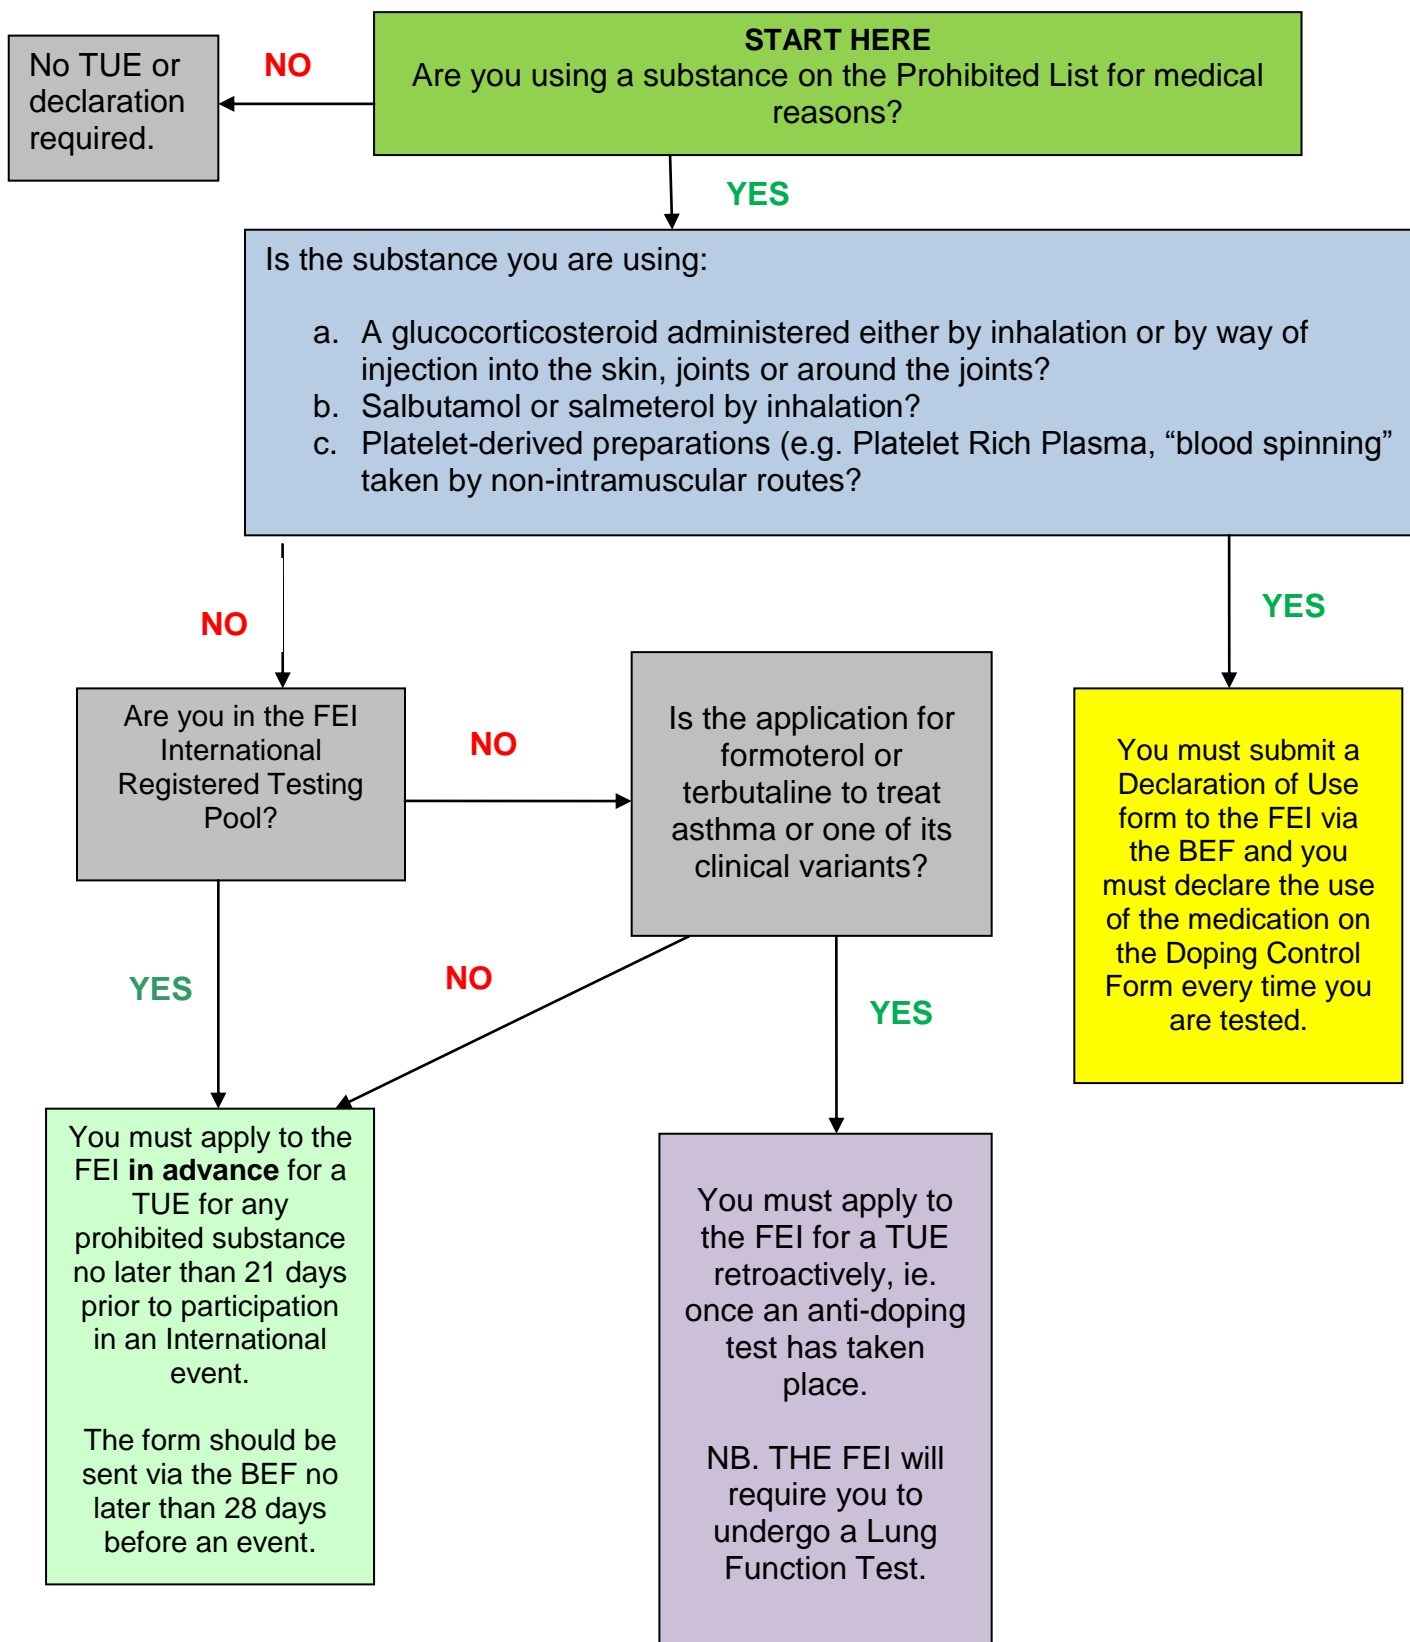 START HERE
Are you using a substance on the Prohibited List for medical
reasons?
NO
No TUE or
declaration
required.
YES
Is the substance you are using:
a. A glucocorticosteroid administered either by inhalation or by way of
injection into the skin, joints or around the joints?
b. Salbutamol or salmeterol by inhalation?
c. Platelet-derived preparations (e.g. Platelet Rich Plasma, “blood spinning”
taken by non-intramuscular routes?
NO
YES
Are you in the FEI
International
Registered Testing
Pool?
NO
Is the application for
formoterol or
terbutaline to treat
asthma or one of its
clinical variants?
You must submit a
Declaration of Use
form to the FEI via
the BEF and you
must declare the use
of the medication on
the Doping Control
Form every time you
are tested.
YES
NO
YES
You must apply to the
FEI in advance for a
TUE for any
prohibited substance
no later than 21 days
prior to participation
in an International
event.
The form should be
sent via the BEF no
later than 28 days
before an event.
You must apply to
the FEI for a TUE
retroactively, ie.
once an anti-doping
test has taken
place.
NB. THE FEI will
require you to
undergo a Lung
Function Test.